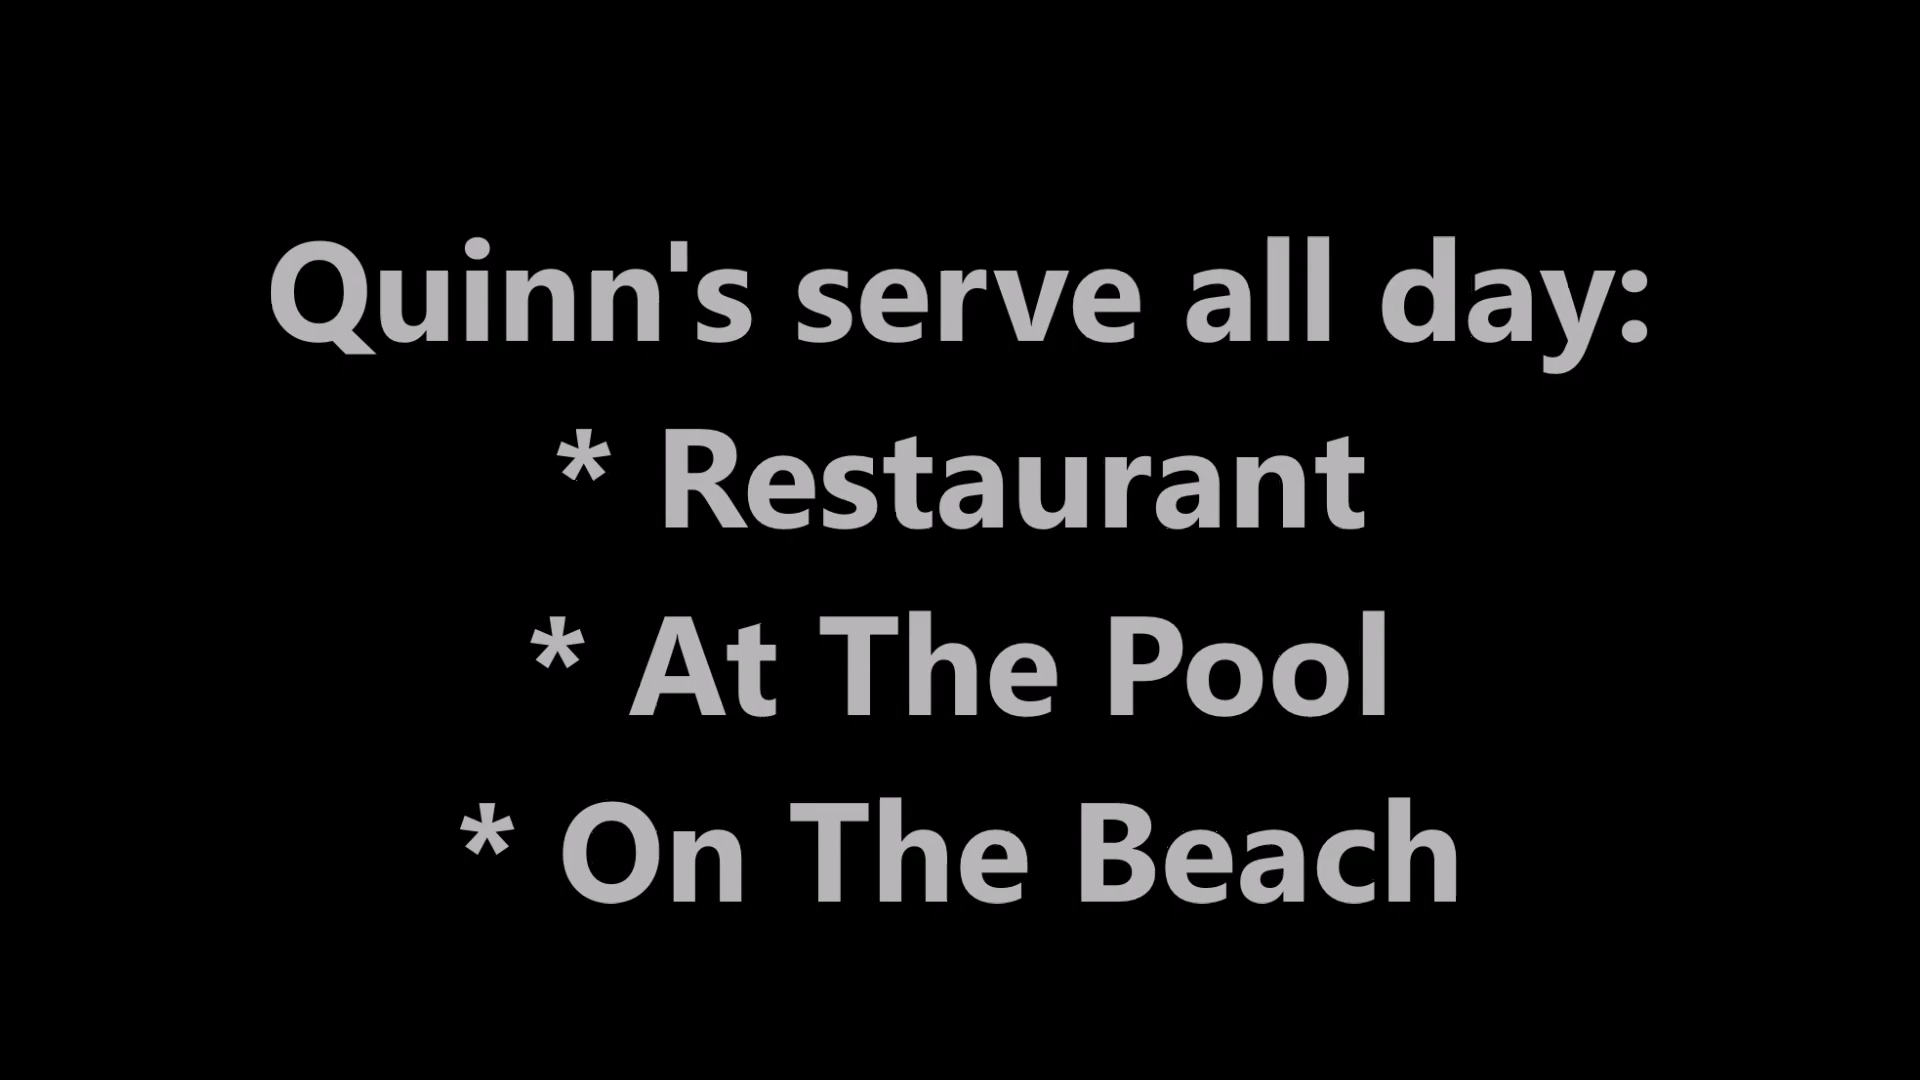 Quinn's serve all day:
* Restaurant
* At The Pool
* On The Beach